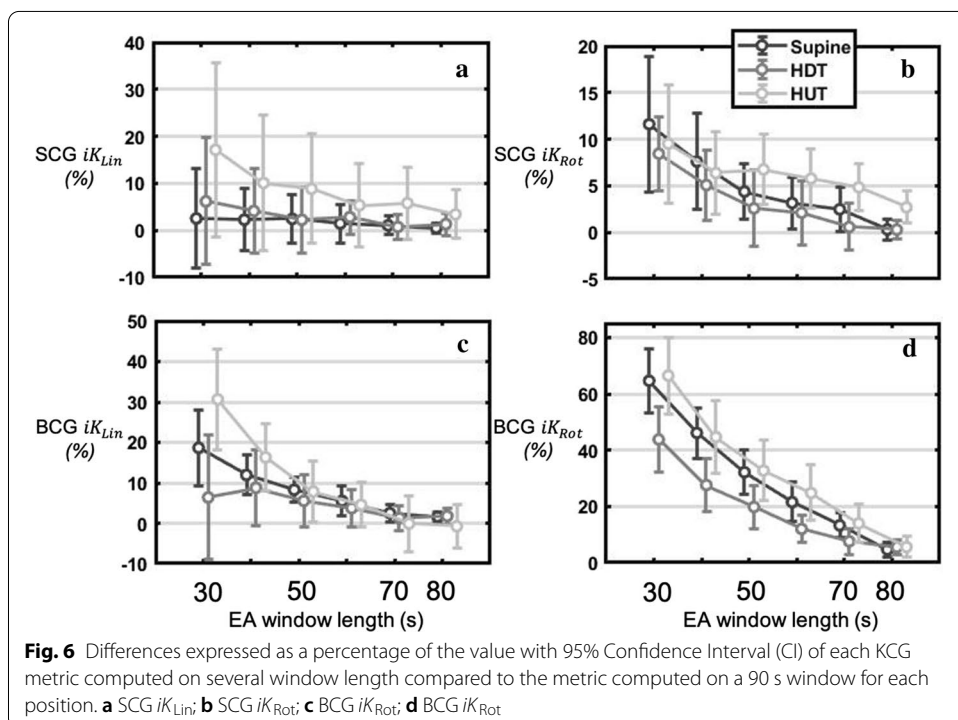 40
30
20
10
0
-10
SCG iK_Lin
(%)
a
20
15
10
5
0
-5
SCG iK_Rot
(%)
b
Supine
HDT
HUT
50
40
30
20
10
0
-10
BCG iK_Lin
(%)
c
30 50 70 80
EA window length (s)
80
60
40
20
0
BCG iK_Rot
(%)
d
30 50 70 80
EA window length (s)
Fig. 6 Differences expressed as a percentage of the value with 95% Confidence Interval (CI) of each KCG
metric computed on several window length compared to the metric computed on a 90 s window for each
position. a SCG iK_Lin; b SCG iK_Rot; c BCG iK_Rot; d BCG iK_Rot